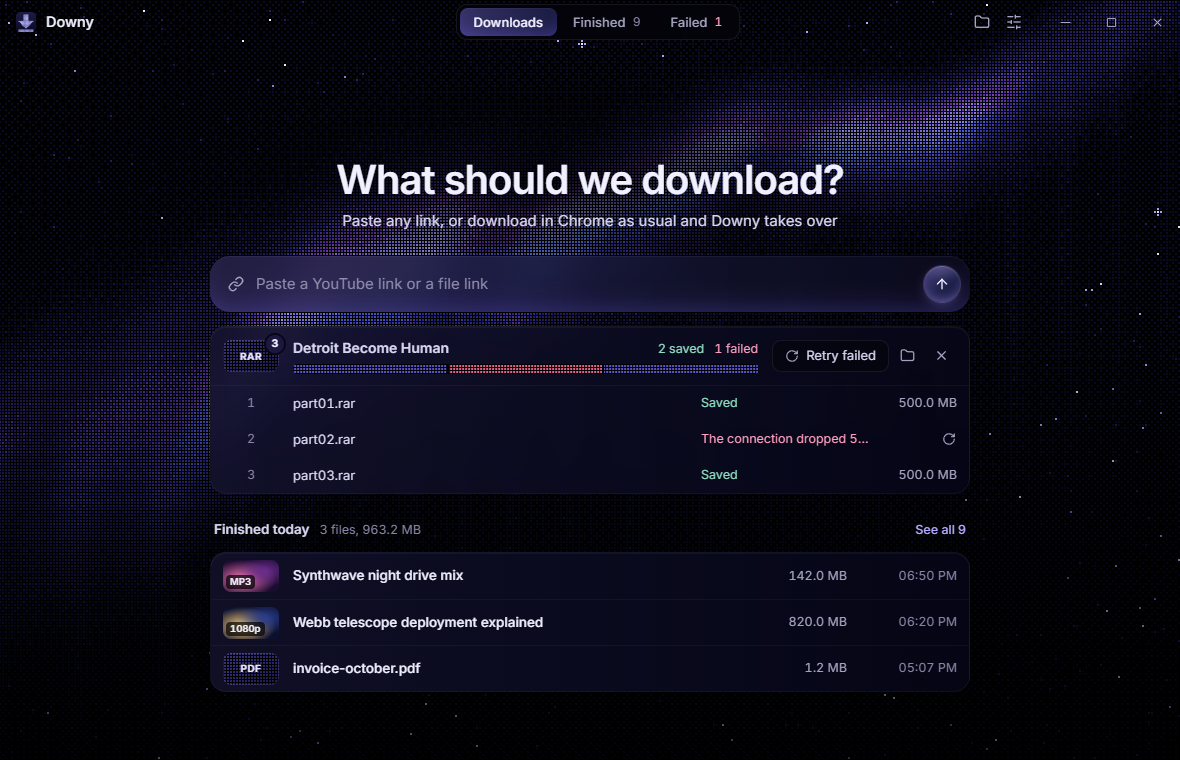 Downy
Downloads Finished 9 Failed 1
What should we download?
Paste any link, or download in Chrome as usual and Downy takes over
Paste a YouTube link or a file link
RAR 3 Detroit Become Human 2 saved 1 failed Retry failed
1 part01.rar Saved 500.0 MB
2 part02.rar The connection dropped 5...
3 part03.rar Saved 500.0 MB
Finished today 3 files, 963.2 MB See all 9
MP3 Synthwave night drive mix 142.0 MB 06:50 PM
1080p Webb telescope deployment explained 820.0 MB 06:20 PM
PDF invoice-october.pdf 1.2 MB 05:07 PM